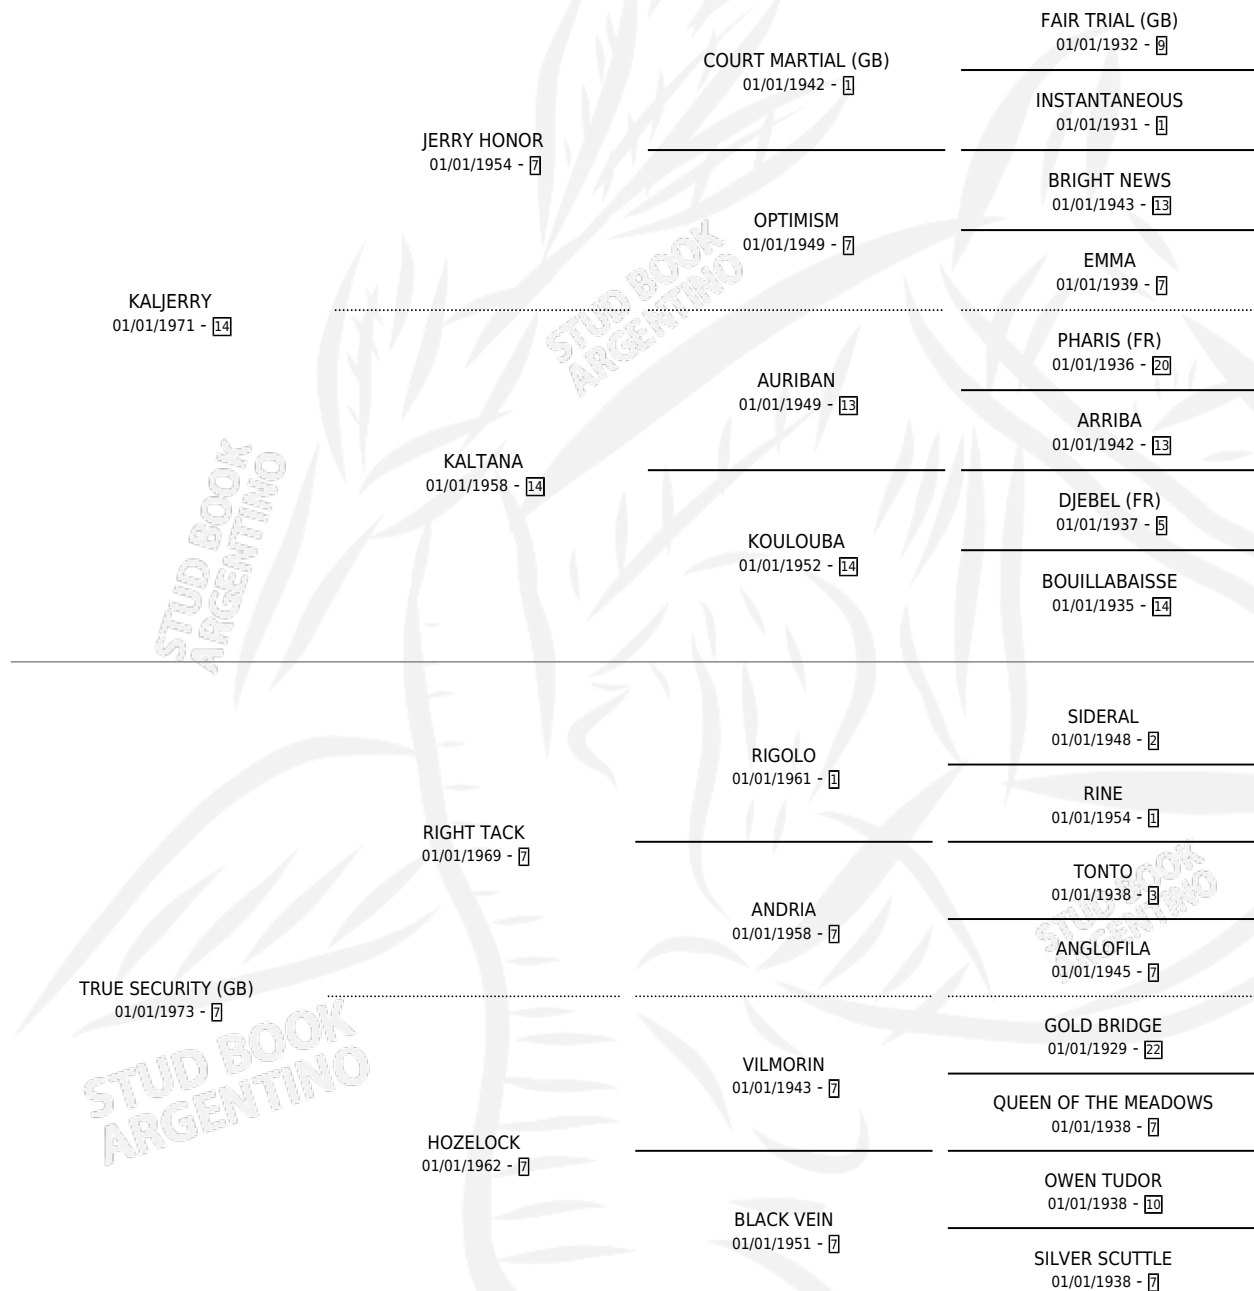 FAIR TRIAL (GB)
01/01/1932 - 9
COURT MARTIAL (GB)
01/01/1942 - 1
INSTANTANEOUS
01/01/1931 - 1
JERRY HONOR
01/01/1954 - 7
BRIGHT NEWS
01/01/1943 - 13
OPTIMISM
01/01/1949 - 7
EMMA
01/01/1939 - 7
KALJERRY
01/01/1971 - 14
PHARIS (FR)
01/01/1936 - 20
AURIBAN
01/01/1949 - 13
ARRIBA
01/01/1942 - 13
KALTANA
01/01/1958 - 14
DJEBEL (FR)
01/01/1937 - 5
KOULOUBA
01/01/1952 - 14
BOUILLABAISSE
01/01/1935 - 14
SIDERAL
01/01/1948 - 2
RIGOLO
01/01/1961 - 1
RINE
01/01/1954 - 1
RIGHT TACK
01/01/1969 - 7
TONTO
01/01/1938 - 3
ANDRIA
01/01/1958 - 7
ANGLOFILA
01/01/1945 - 7
TRUE SECURITY (GB)
01/01/1973 - 7
GOLD BRIDGE
01/01/1929 - 22
VILMORIN
01/01/1943 - 7
QUEEN OF THE MEADOWS
01/01/1938 - 7
HOZELOCK
01/01/1962 - 7
OWEN TUDOR
01/01/1938 - 10
BLACK VEIN
01/01/1951 - 7
SILVER SCUTTLE
01/01/1938 - 7
STUD BOOK
ARGENTINO
STUD BOOK
ARGENTINO
STUD BOOK
ARGENTINO
STUD BOOK
ARGENTINO